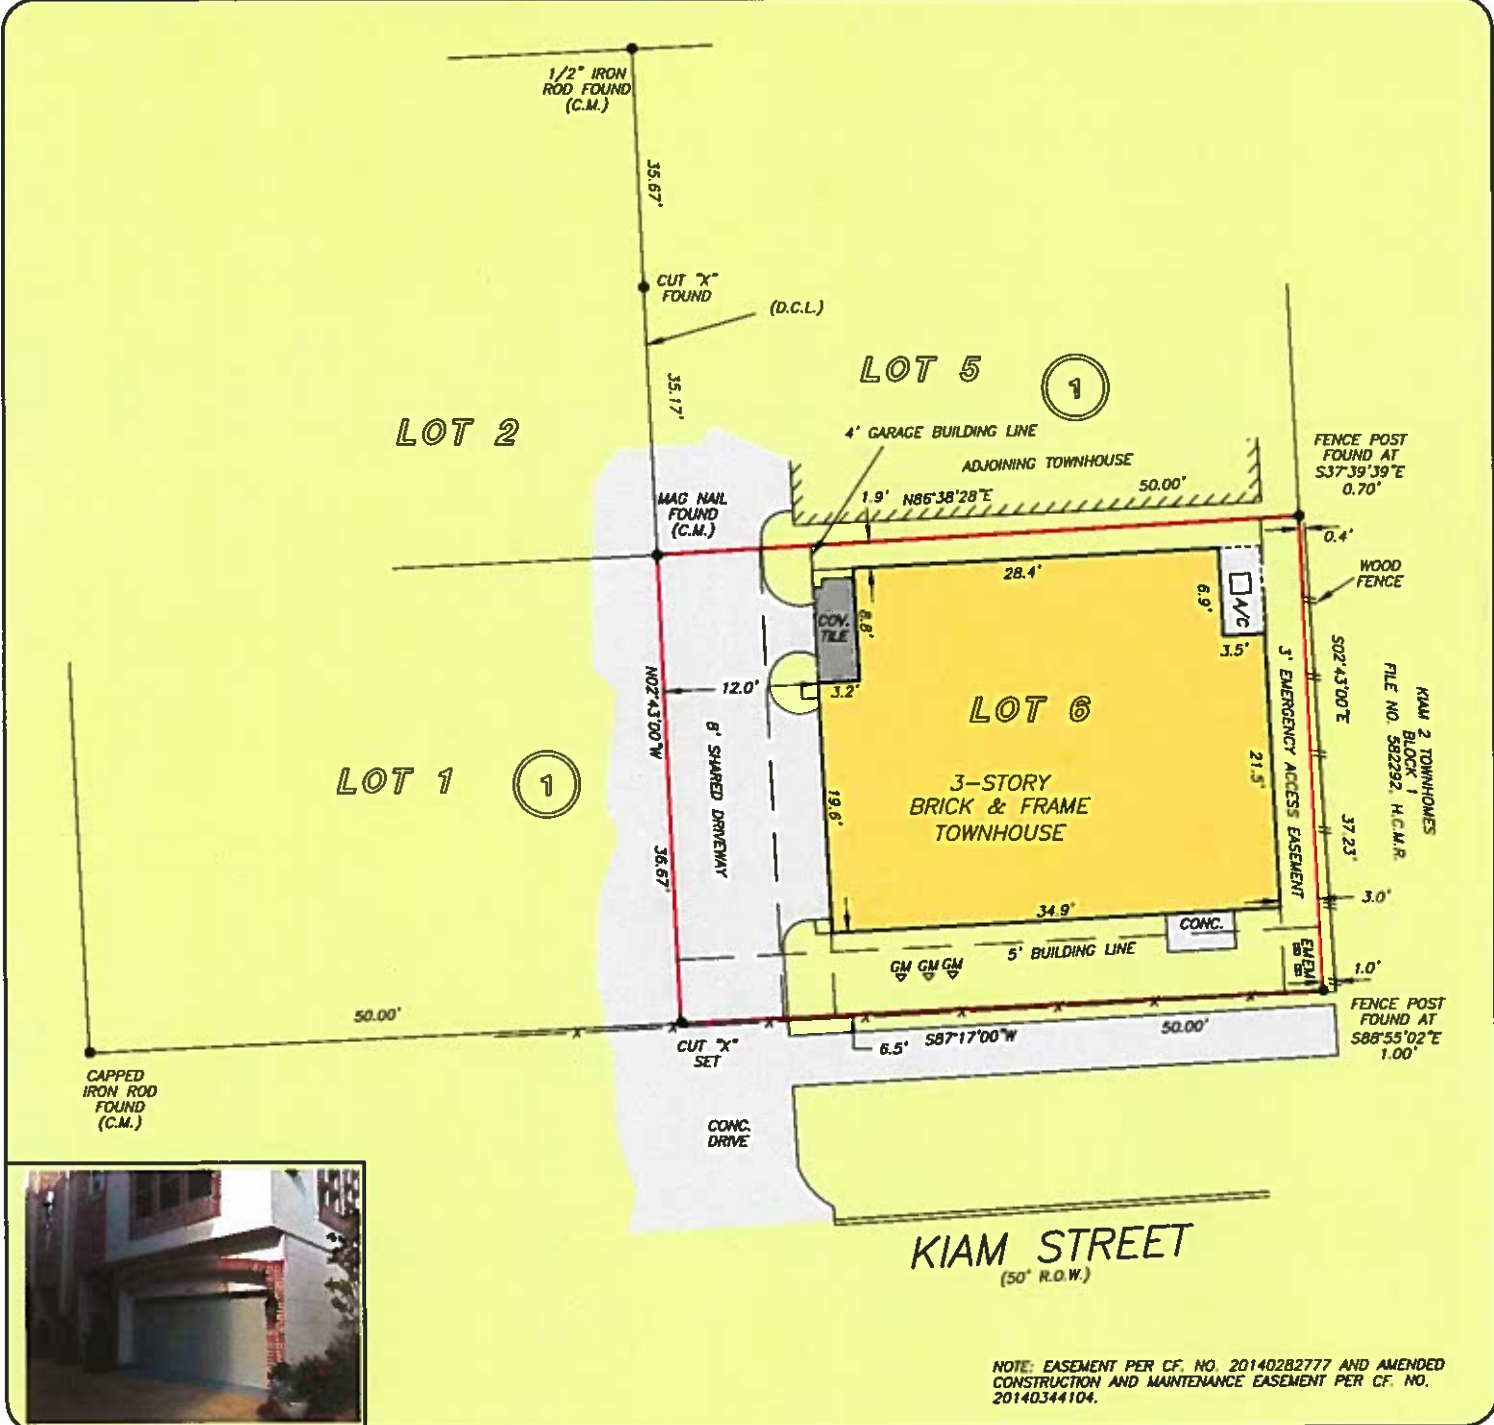 1/2" IRON
ROD FOUND
(C.M.)
35.67'
CUT "X"
FOUND
(D.C.L.)
35.17'
LOT 5
1
LOT 2
4' GARAGE BUILDING LINE
ADJOINING TOWNHOUSE
FENCE POST
FOUND AT
S37°39'39"E
0.70'
MAG NAIL
FOUND
(C.M.)
1.9'
N86°38'28"E
50.00'
0.4'
WOOD
FENCE
28.4'
6.9'
A/C
3.5'
COV.
TILE
8.8'
3.2'
12.0'
N02°43'00"W
8' SHARED DRIVEWAY
LOT 6
3' EMERGENCY ACCESS EASEMENT
S02°43'00"E
KIAM 2 TOWNHOMES
BLOCK 1
FILE NO. 582292, H.C.M.R.
LOT 1
1
3-STORY
BRICK & FRAME
TOWNHOUSE
19.6'
21.5'
37.23'
36.67'
34.9'
3.0'
CONC.
5' BUILDING LINE
GM GM GM
EM EM
1.0'
50.00'
CUT "X"
SET
6.5'
S87°17'00"W
50.00'
FENCE POST
FOUND AT
S88°55'02"E
1.00'
CAPPED
IRON ROD
FOUND
(C.M.)
CONC.
DRIVE
KIAM STREET
(50' R.O.W.)
NOTE: EASEMENT PER CF. NO. 20140282777 AND AMENDED
CONSTRUCTION AND MAINTENANCE EASEMENT PER CF. NO.
20140344104.